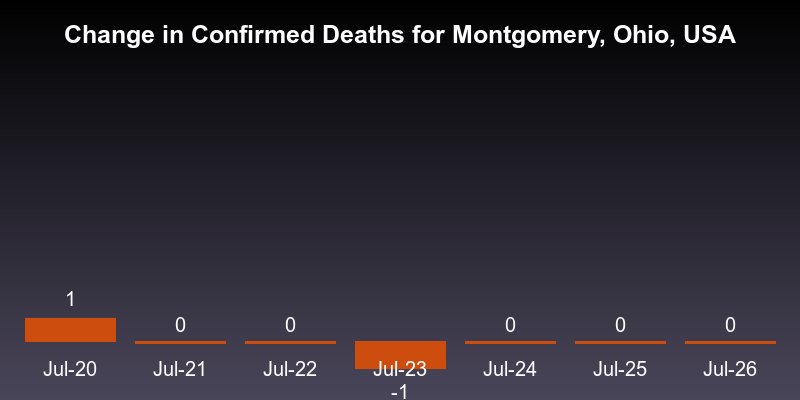 Change in Confirmed Deaths for Montgomery, Ohio, USA
1
0
0
0
0
0
Jul-20
Jul-21
Jul-22
Jul-23
Jul-24
Jul-25
Jul-26
-1